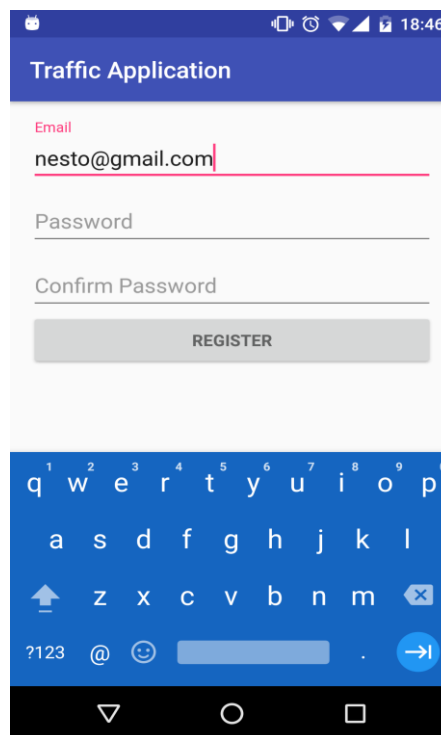 18:46
Traffic Application
Email
nesto@gmail.com
Password
Confirm Password
REGISTER
1 2 3 4 5 6 7 8 9
q w e r t y u i o p
a s d f g h j k l
z x c v b n m
?123 @ .